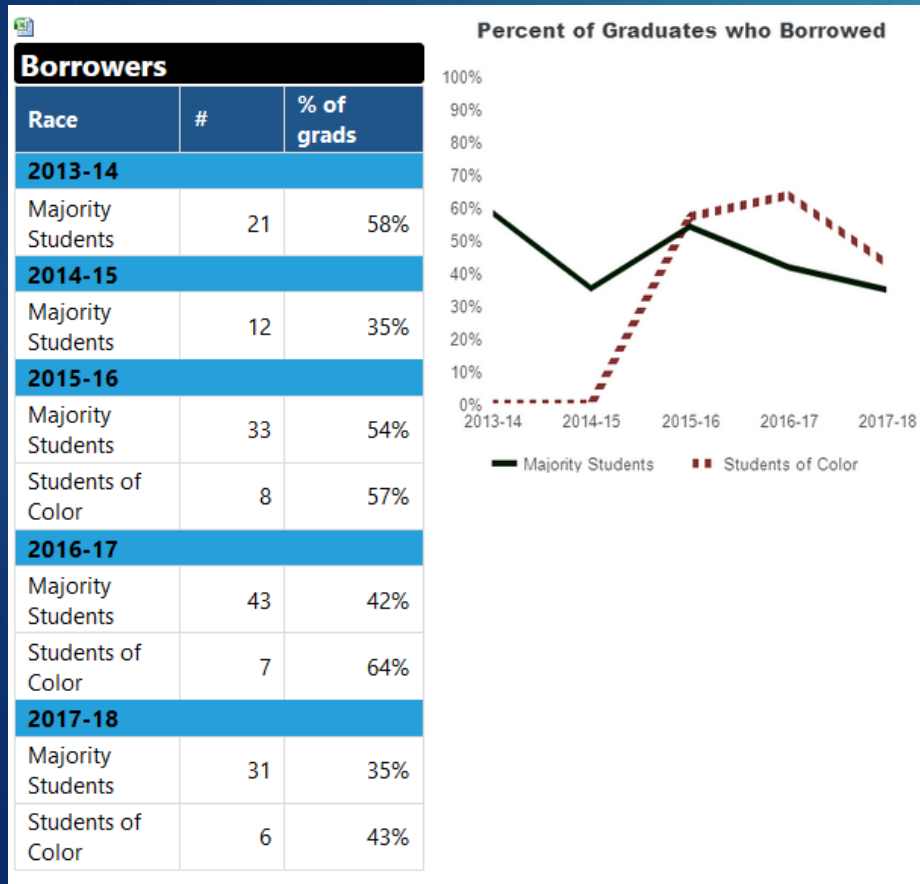 Borrowers
Race # % of
grads
2013-14
Majority
Students 21 58%
2014-15
Majority
Students 12 35%
2015-16
Majority
Students 33 54%
Students of
Color 8 57%
2016-17
Majority
Students 43 42%
Students of
Color 7 64%
2017-18
Majority
Students 31 35%
Students of
Color 6 43%
Percent of Graduates who Borrowed
100%
90%
80%
70%
60%
50%
40%
30%
20%
10%
0%
2013-14 2014-15 2015-16 2016-17 2017-18
Majority Students Students of Color